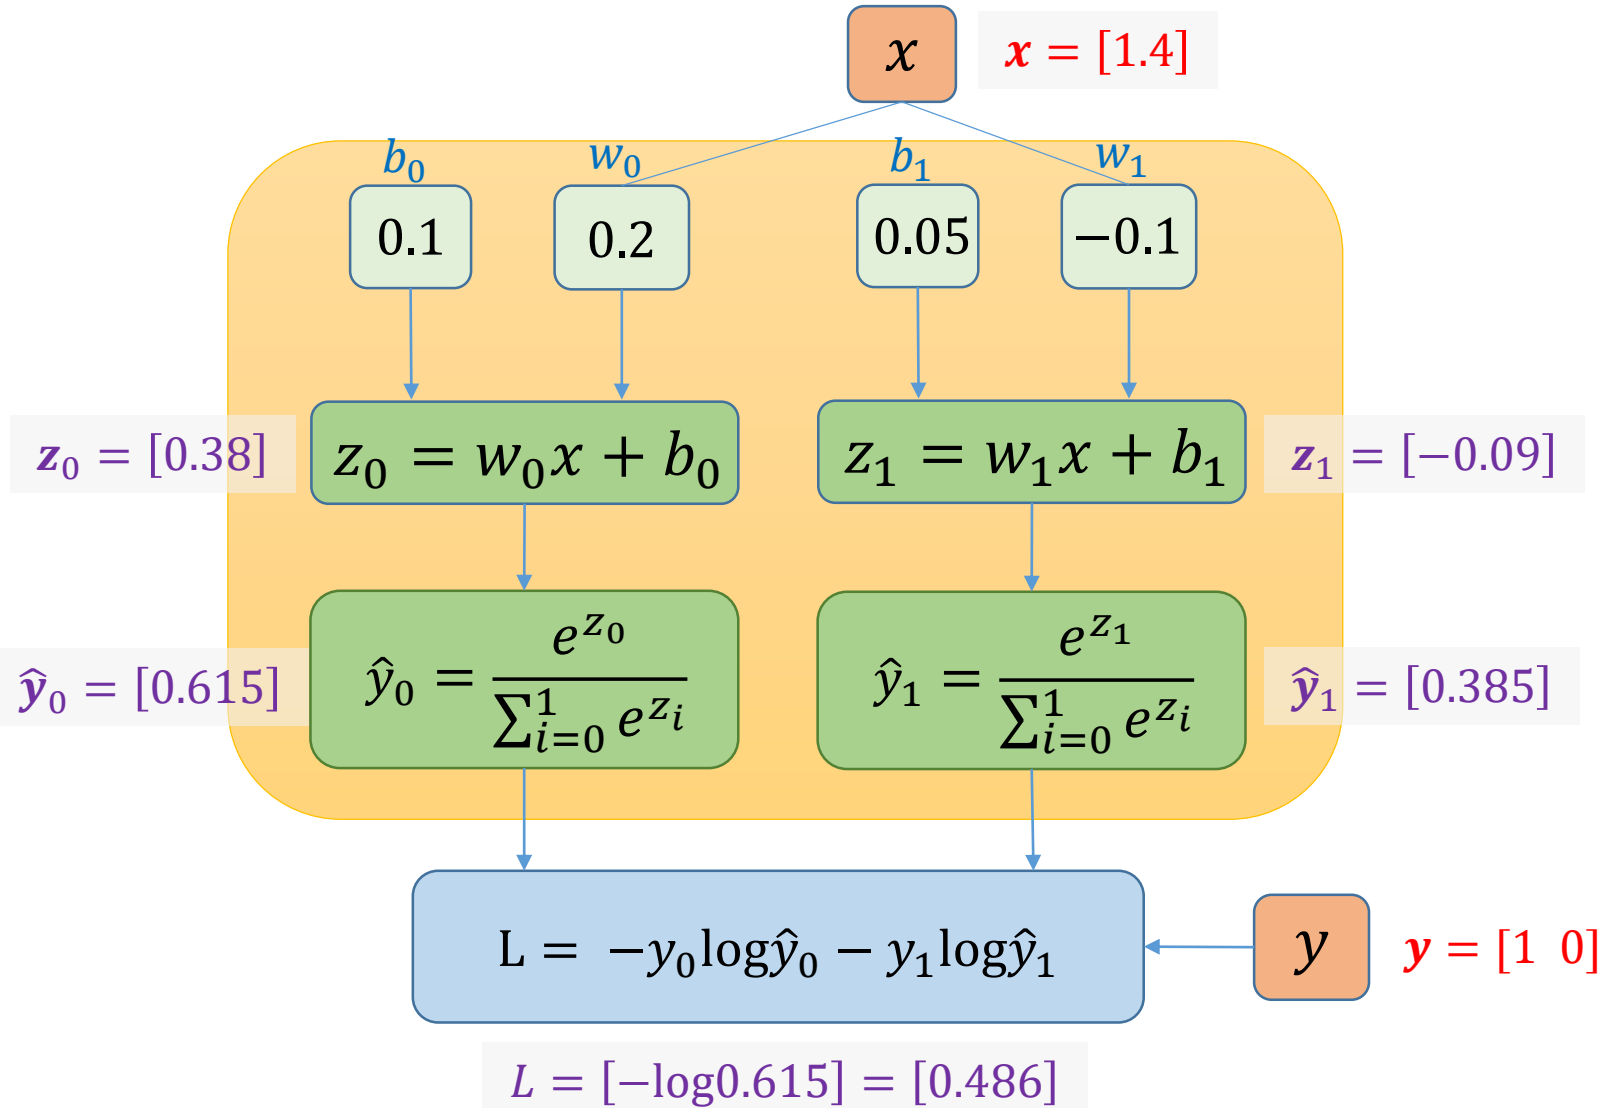 x
x = [1.4]
b₀
w₀
b₁
w₁
0.1
0.2
0.05
−0.1
z₀ = [0.38]
z₀ = w₀x + b₀
z₁ = w₁x + b₁
z₁ = [−0.09]
ŷ₀ = [0.615]
ŷ₀ = e^{z₀} / ∑_{i=0}^{1} e^{z_i}
ŷ₁ = e^{z₁} / ∑_{i=0}^{1} e^{z_i}
ŷ₁ = [0.385]
L = −y₀logŷ₀ − y₁logŷ₁
y
y = [1 0]
L = [−log0.615] = [0.486]